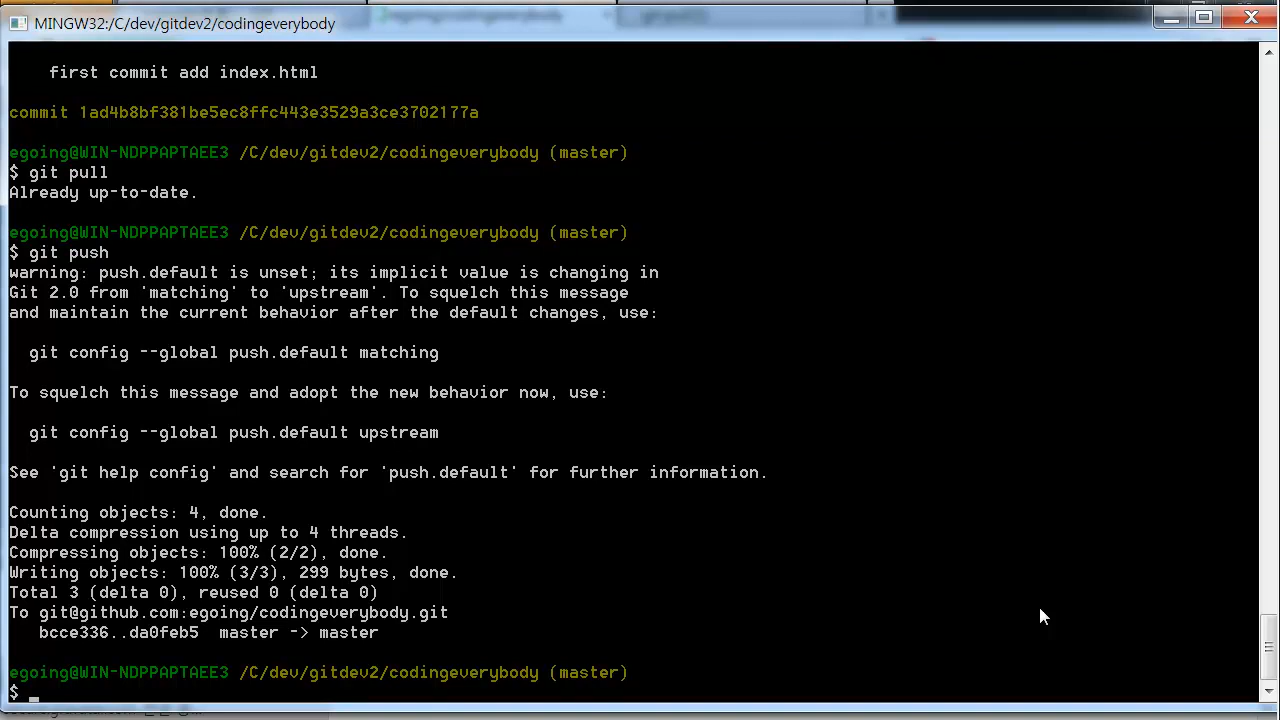 MINGW32:/C/dev/gitdev2/codingeverybody
first commit add index.html
commit 1ad4b8bf381be5ec8ffc443e3529a3ce3702177a
egoing@WIN-NDPPAPTAEE3 /C/dev/gitdev2/codingeverybody (master)
$ git pull
Already up-to-date.
egoing@WIN-NDPPAPTAEE3 /C/dev/gitdev2/codingeverybody (master)
$ git push
warning: push.default is unset; its implicit value is changing in
Git 2.0 from 'matching' to 'upstream'. To squelch this message
and maintain the current behavior after the default changes, use:
git config --global push.default matching
To squelch this message and adopt the new behavior now, use:
git config --global push.default upstream
See 'git help config' and search for 'push.default' for further information.
Counting objects: 4, done.
Delta compression using up to 4 threads.
Compressing objects: 100% (2/2), done.
Writing objects: 100% (3/3), 299 bytes, done.
Total 3 (delta 0), reused 0 (delta 0)
To git@github.com:egoing/codingeverybody.git
bcce336..da0feb5 master -> master
egoing@WIN-NDPPAPTAEE3 /C/dev/gitdev2/codingeverybody (master)
$